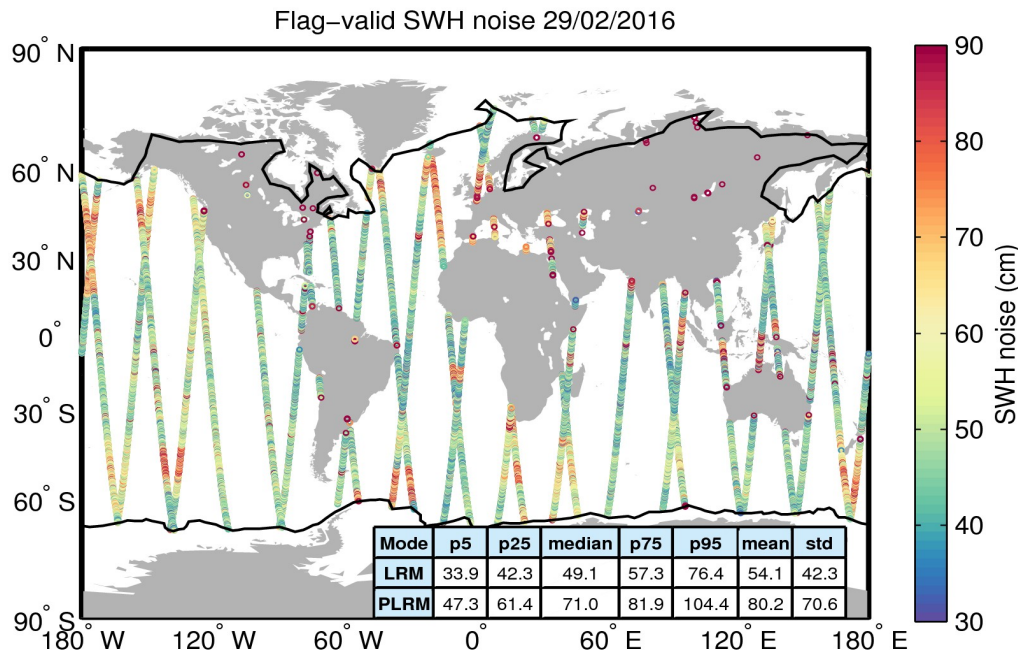 Flag−valid SWH noise 29/02/2016
90° N
60° N
30° N
0°
30° S
60° S
90° S
180° W
120° W
60° W
0°
60° E
120° E
180° E
Mode p5 p25 median p75 p95 mean std
LRM 33.9 42.3 49.1 57.3 76.4 54.1 42.3
PLRM 47.3 61.4 71.0 81.9 104.4 80.2 70.6
90
80
70
60
50
40
30
SWH noise (cm)